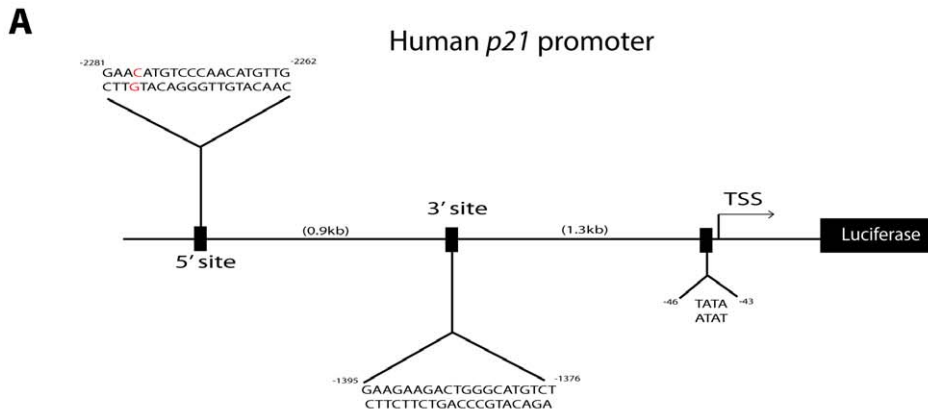 A
Human p21 promoter
-2281 -2262
GAACATGTCCCAACATGTTG
CTTGTACAGGGTTGTACAAC
TSS
3' site
(0.9kb) (1.3kb)
Luciferase
5' site
-46 TATA -43
ATAT
-1395 -1376
GAAGAAGACTGGGCATGTCT
CTTCTTCTGACCCGTACAGA